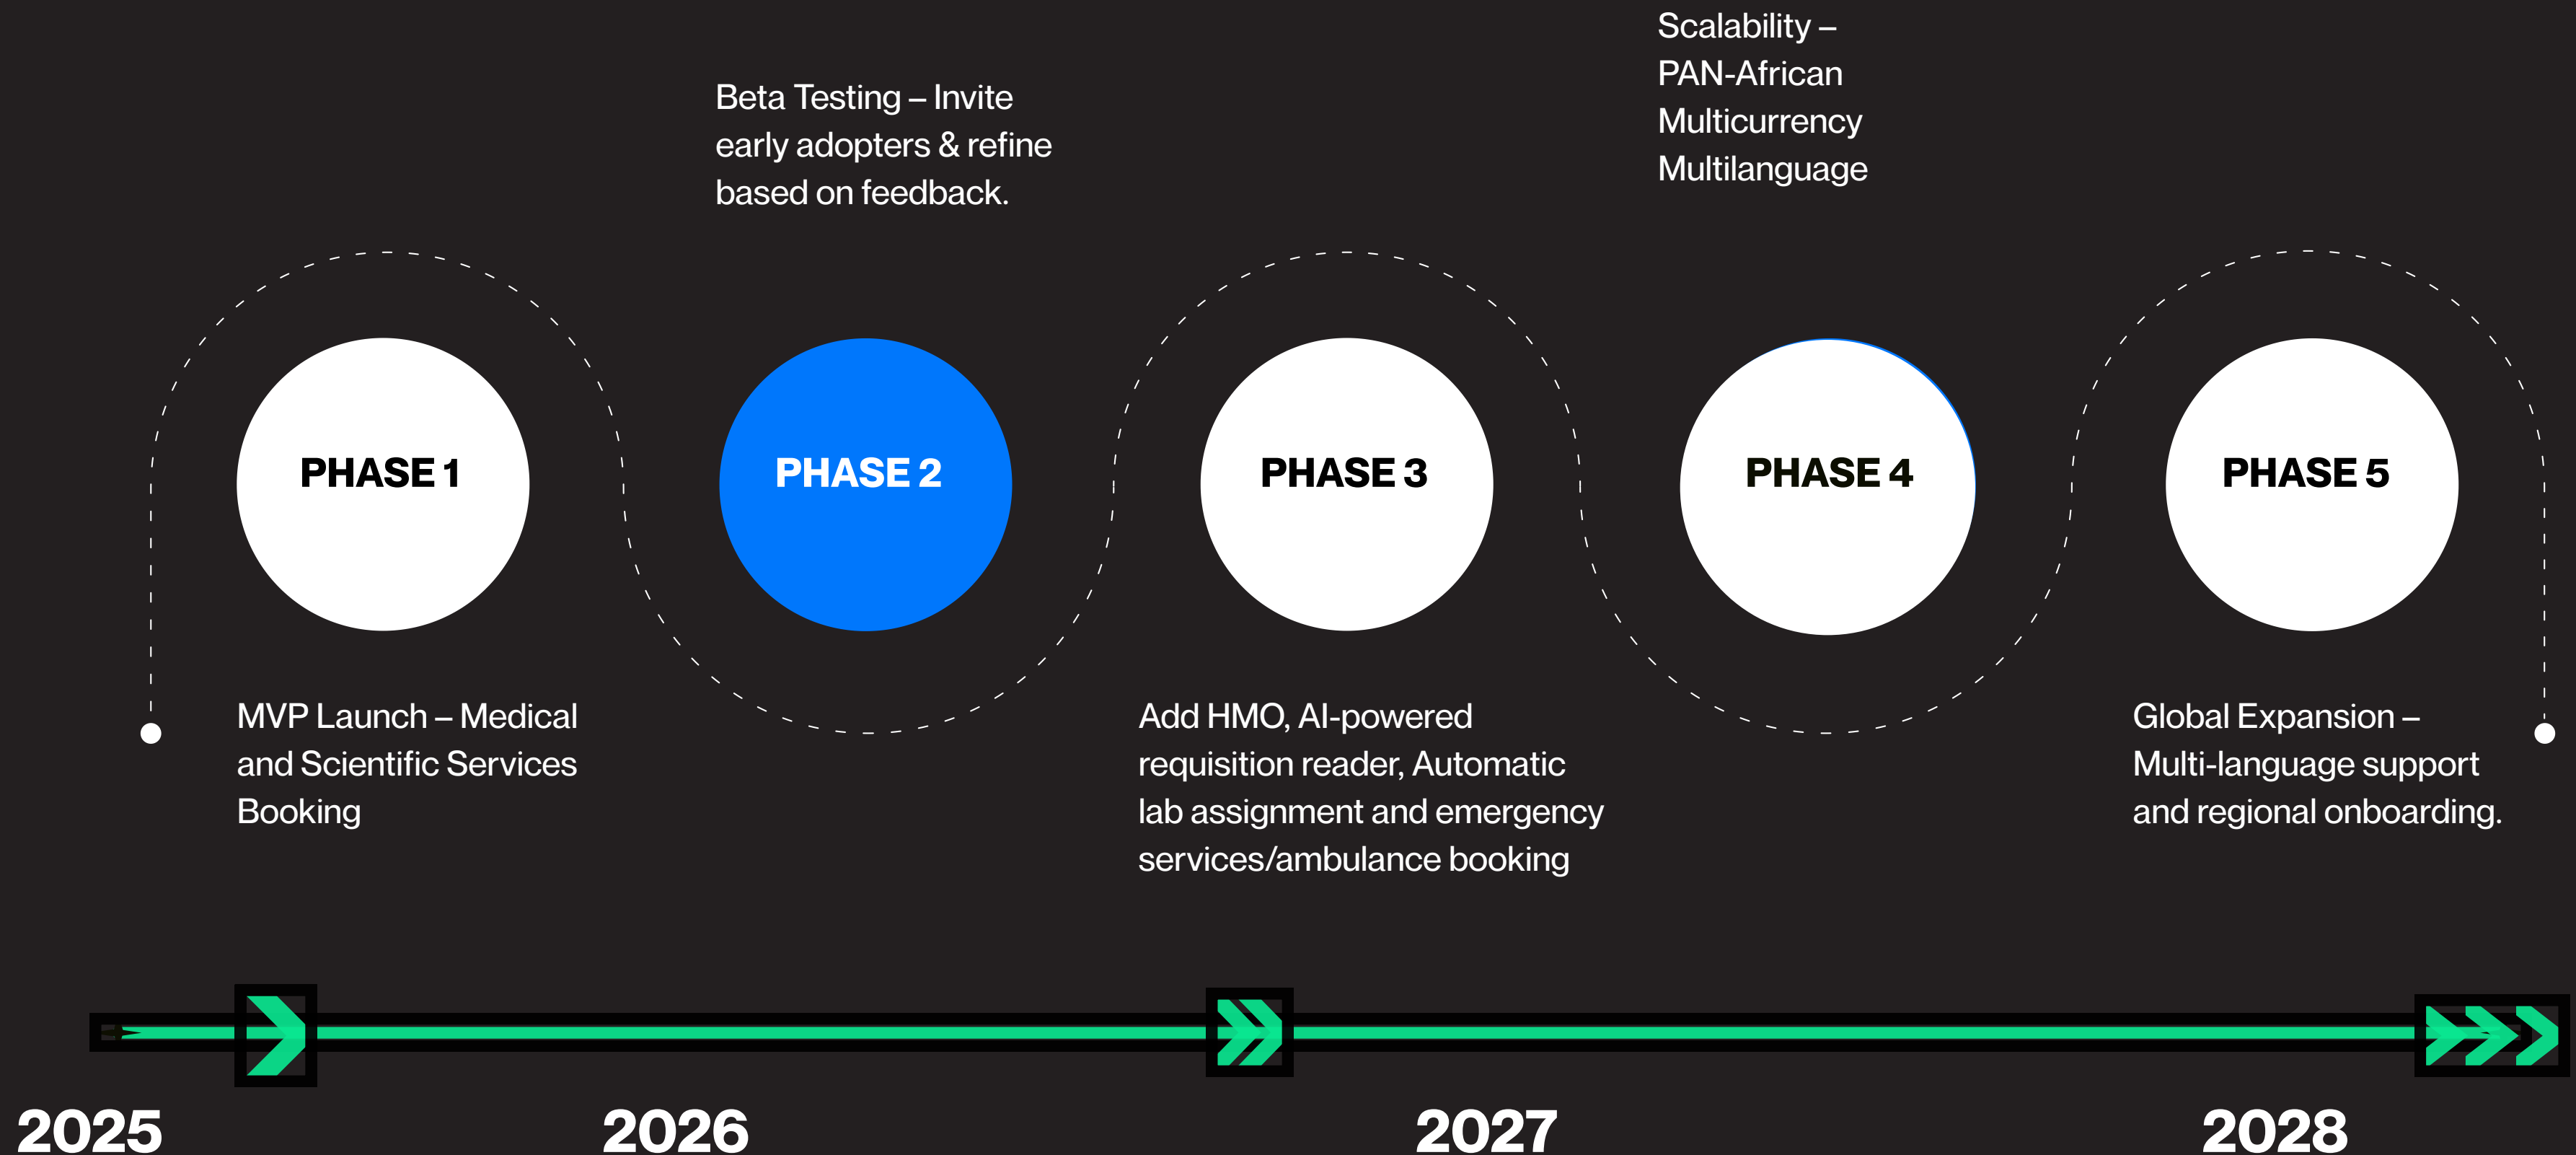 Scalability –
PAN-African
Multicurrency
Multilanguage
Beta Testing – Invite
early adopters & refine
based on feedback.
PHASE 1
PHASE 2
PHASE 3
PHASE 4
PHASE 5
MVP Launch – Medical
and Scientific Services
Booking
Add HMO, AI-powered
requisition reader, Automatic
lab assignment and emergency
services/ambulance booking
Global Expansion –
Multi-language support
and regional onboarding.
2025
2026
2027
2028